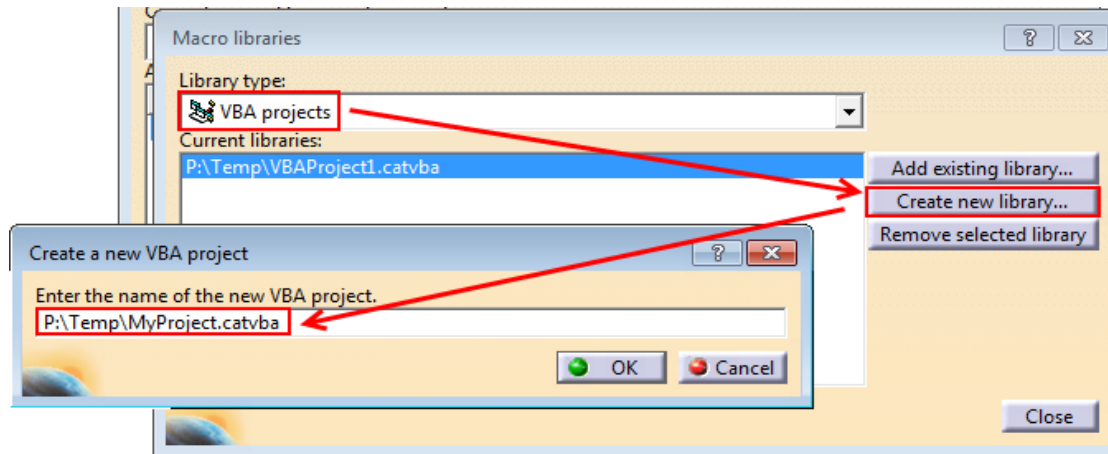 Macro libraries
Library type:
VBA projects
Current libraries:
P:\Temp\VBAProject1.catvba
Add existing library...
Create new library...
Remove selected library
Create a new VBA project
Enter the name of the new VBA project.
P:\Temp\MyProject.catvba
OK
Cancel
Close